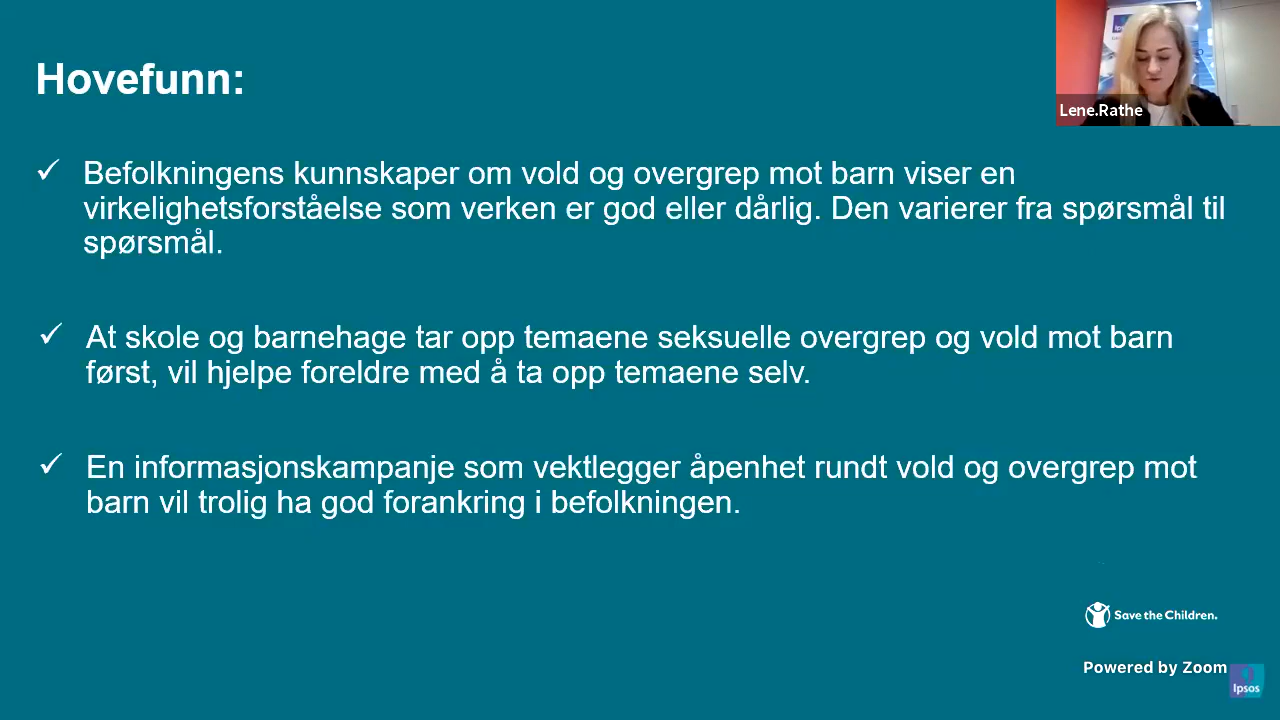 Hovefunn:
Lene.Rathe
✓ Befolkningens kunnskaper om vold og overgrep mot barn viser en
virkelighetsforståelse som verken er god eller dårlig. Den varierer fra spørsmål til
spørsmål.
✓ At skole og barnehage tar opp temaene seksuelle overgrep og vold mot barn
først, vil hjelpe foreldre med å ta opp temaene selv.
✓ En informasjonskampanje som vektlegger åpenhet rundt vold og overgrep mot
barn vil trolig ha god forankring i befolkningen.
Save the Children.
Powered by Zoom
Ipsos